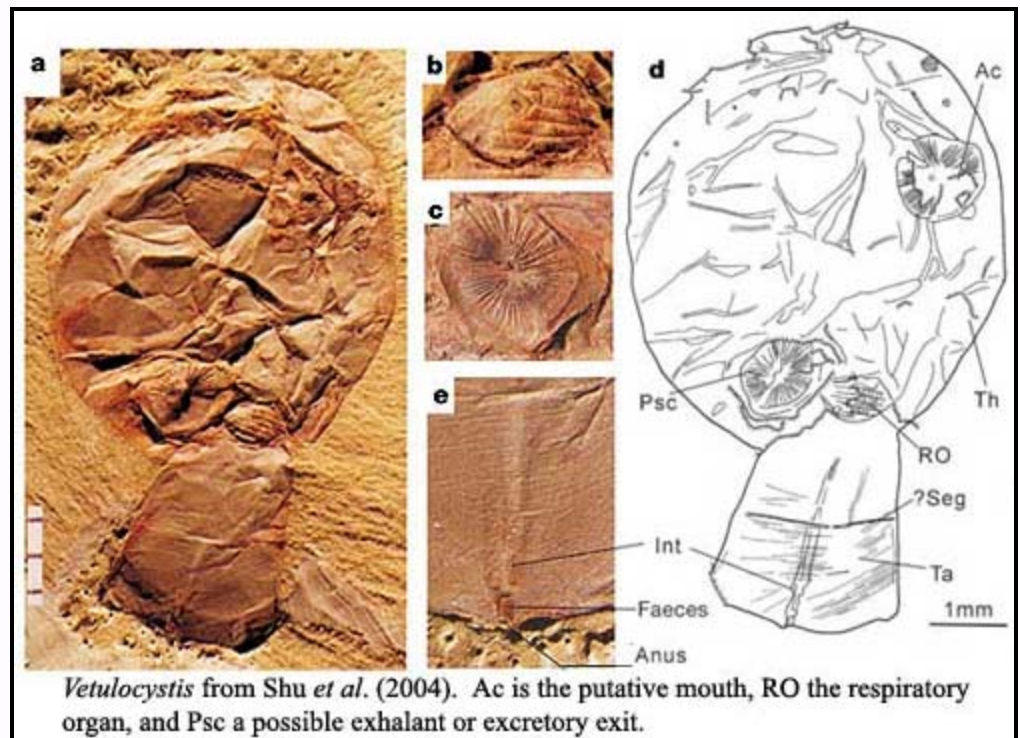 a
b
c
d
e
Ac
Psc
Th
RO
?Seg
Int
Ta
Faeces
1mm
Anus
Vetulocystis from Shu et al. (2004). Ac is the putative mouth, RO the respiratory
organ, and Psc a possible exhalant or excretory exit.